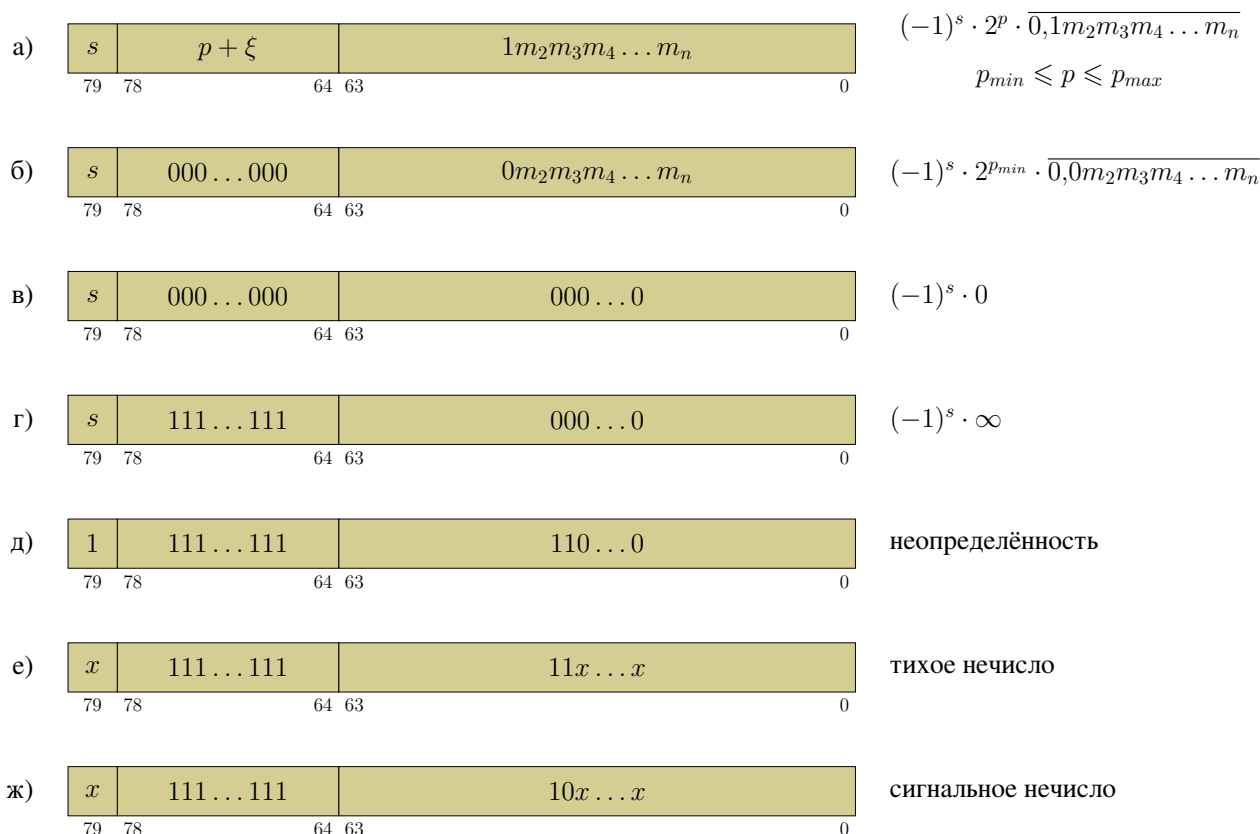 а) s p + ξ 1m₂m₃m₄ … mₙ (−1)ˢ · 2ᵖ · 0,1m₂m₃m₄ … mₙ
79 78 64 63 0 pₘᵢₙ ⩽ p ⩽ pₘₐₓ
б) s 000 … 000 0m₂m₃m₄ … mₙ (−1)ˢ · 2^{pₘᵢₙ} · 0,0m₂m₃m₄ … mₙ
79 78 64 63 0
в) s 000 … 000 000 … 0 (−1)ˢ · 0
79 78 64 63 0
г) s 111 … 111 000 … 0 (−1)ˢ · ∞
79 78 64 63 0
д) 1 111 … 111 110 … 0 неопределённость
79 78 64 63 0
е) x 111 … 111 11x … x тихое нечисло
79 78 64 63 0
ж) x 111 … 111 10x … x сигнальное нечисло
79 78 64 63 0